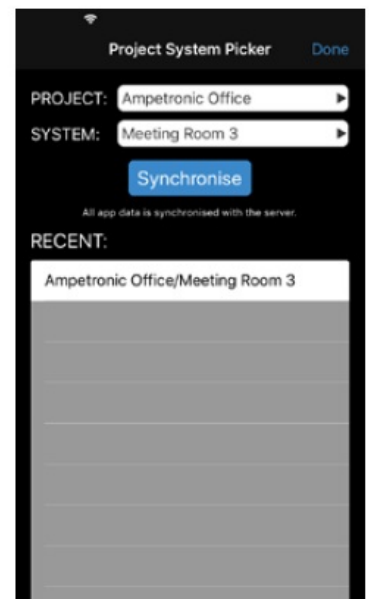 Project System Picker Done
PROJECT: Ampetronic Office
SYSTEM: Meeting Room 3
Synchronise
All app data is synchronised with the server.
RECENT:
Ampetronic Office/Meeting Room 3